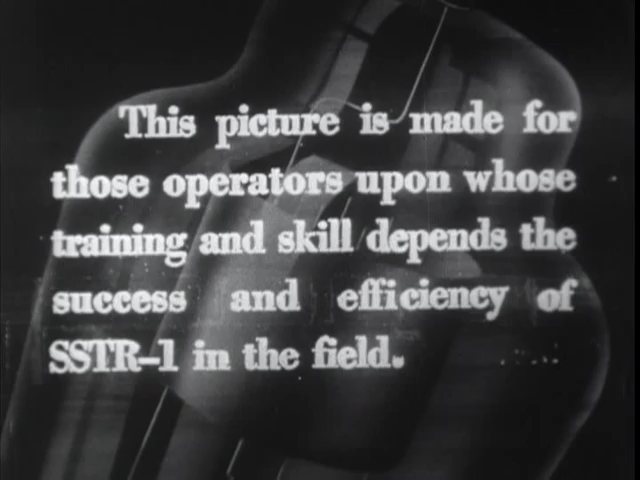 This picture is made for
those operators upon whose
training and skill depends the
success and efficiency of
SSTR-1 in the field.